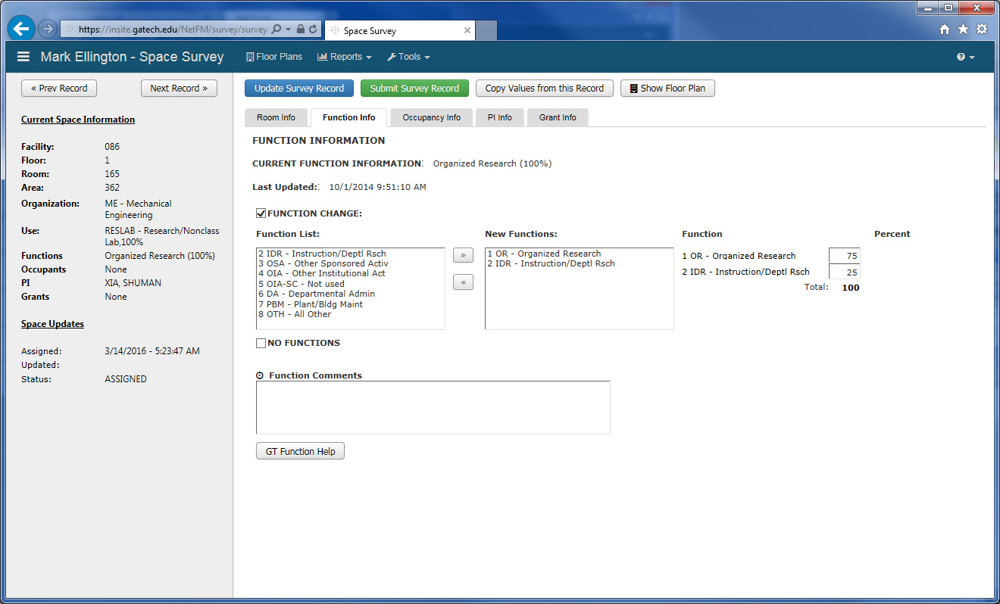 https://insite.gatech.edu/NetFM/survey/survey
Space Survey
Mark Ellington - Space Survey
Floor Plans
Reports
Tools
« Prev Record
Next Record »
Current Space Information
Facility: 086
Floor: 1
Room: 165
Area: 362
Organization: ME - Mechanical
Engineering
Use: RESLAB - Research/Nonclass
Lab,100%
Functions Organized Research (100%)
Occupants None
PI XIA, SHUMAN
Grants None
Space Updates
Assigned: 3/14/2016 - 5:23:47 AM
Updated:
Status: ASSIGNED
Update Survey Record
Submit Survey Record
Copy Values from this Record
Show Floor Plan
Room Info
Function Info
Occupancy Info
PI Info
Grant Info
FUNCTION INFORMATION
CURRENT FUNCTION INFORMATION: Organized Research (100%)
Last Updated:: 10/1/2014 9:51:10 AM
FUNCTION CHANGE:
Function List:
2 IDR - Instruction/Deptl Rsch
3 OSA - Other Sponsored Activ
4 OIA - Other Institutional Act
5 OIA-SC - Not used
6 DA - Departmental Admin
7 PBM - Plant/Bldg Maint
8 OTH - All Other
»
«
New Functions:
1 OR - Organized Research
2 IDR - Instruction/Deptl Rsch
Function Percent
1 OR - Organized Research 75
2 IDR - Instruction/Deptl Rsch 25
Total: 100
NO FUNCTIONS
Function Comments
GT Function Help